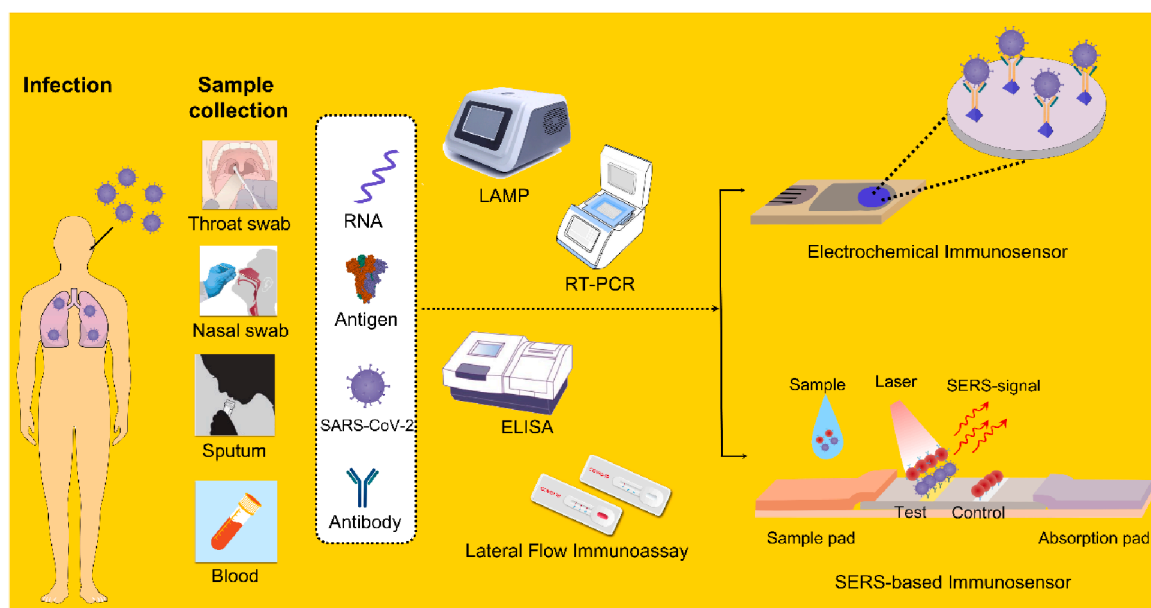 Infection
Sample
collection
Throat swab
Nasal swab
Sputum
Blood
RNA
Antigen
SARS-CoV-2
Antibody
LAMP
RT-PCR
ELISA
Lateral Flow Immunoassay
Electrochemical Immunosensor
Sample
Laser
SERS-signal
Test
Control
Sample pad
Absorption pad
SERS-based Immunosensor